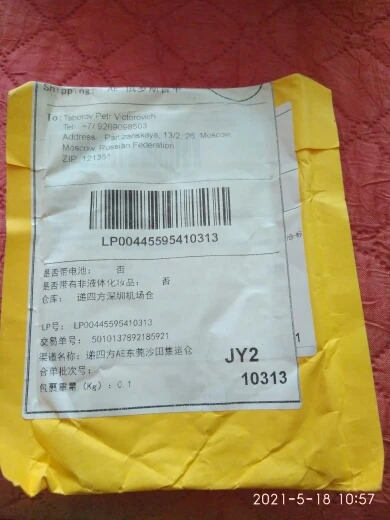 Shipping:
To: Taborov Petr Victorovich
Tel: +7/ 9269098503
Address: Partizanskaya, 13/2, 26, Moscow,
Moscow, Russian Federation
ZIP: 121351
LP00445595410313
是否带电池: 否
是否带有非液体化妆品: 否
仓库: 递四方深圳机场仓
LP号: LP00445595410313
交易单号: 5010137892185921
渠道名称: 递四方AE东莞沙田集运仓
合单批次号:
JY2
包裹重量 (Kg) : 0.1
10313
2021-5-18 10:57